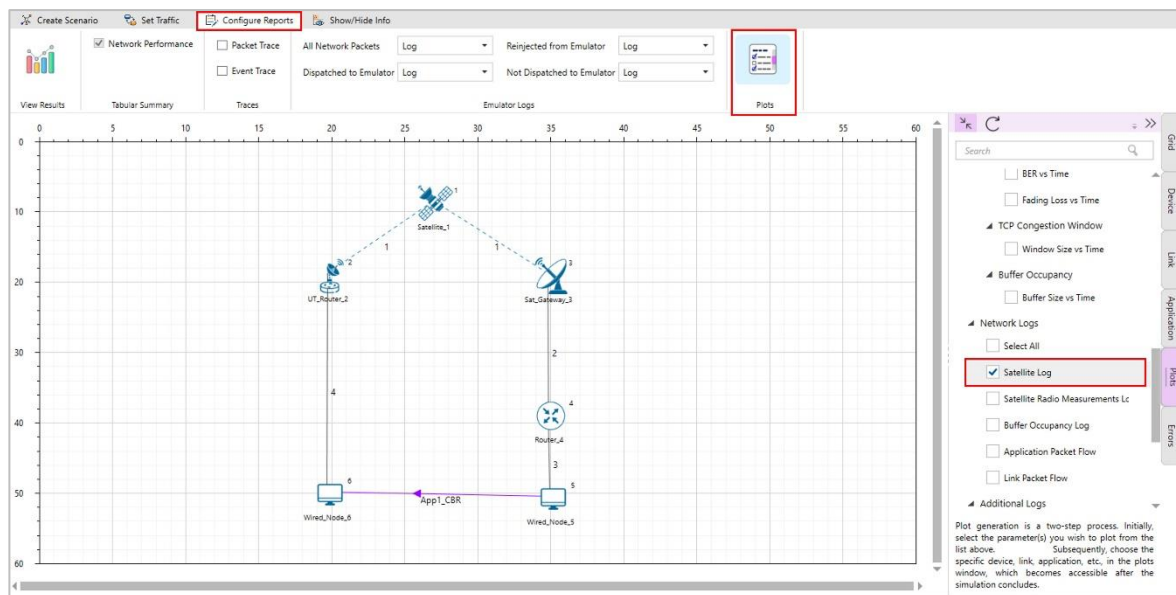 Create Scenario Set Traffic Configure Reports Show/Hide Info
Network Performance
Packet Trace
Event Trace
All Network Packets Log
Reinjected from Emulator Log
Dispatched to Emulator Log
Not Dispatched to Emulator Log
View Results Tabular Summary Traces Emulator Logs Plots
0 5 10 15 20 25 30 35 40 45 50 55 60
0
10
20
30
40
50
60
1
Satellite_1
1 1
2
UT_Router_2
3
Sat_Gateway_3
2
4
4
Router_4
3
6
Wired_Node_6
App1_CBR
5
Wired_Node_5
Search
BER vs Time
Fading Loss vs Time
TCP Congestion Window
Window Size vs Time
Buffer Occupancy
Buffer Size vs Time
Network Logs
Select All
Satellite Log
Satellite Radio Measurements Lc
Buffer Occupancy Log
Application Packet Flow
Link Packet Flow
Additional Logs
Plot generation is a two-step process. Initially,
select the parameter(s) you wish to plot from the
list above. Subsequently, choose the
specific device, link, application, etc., in the plots
window, which becomes accessible after the
simulation concludes.
Grid
Device
Link
Application
Plots
Errors